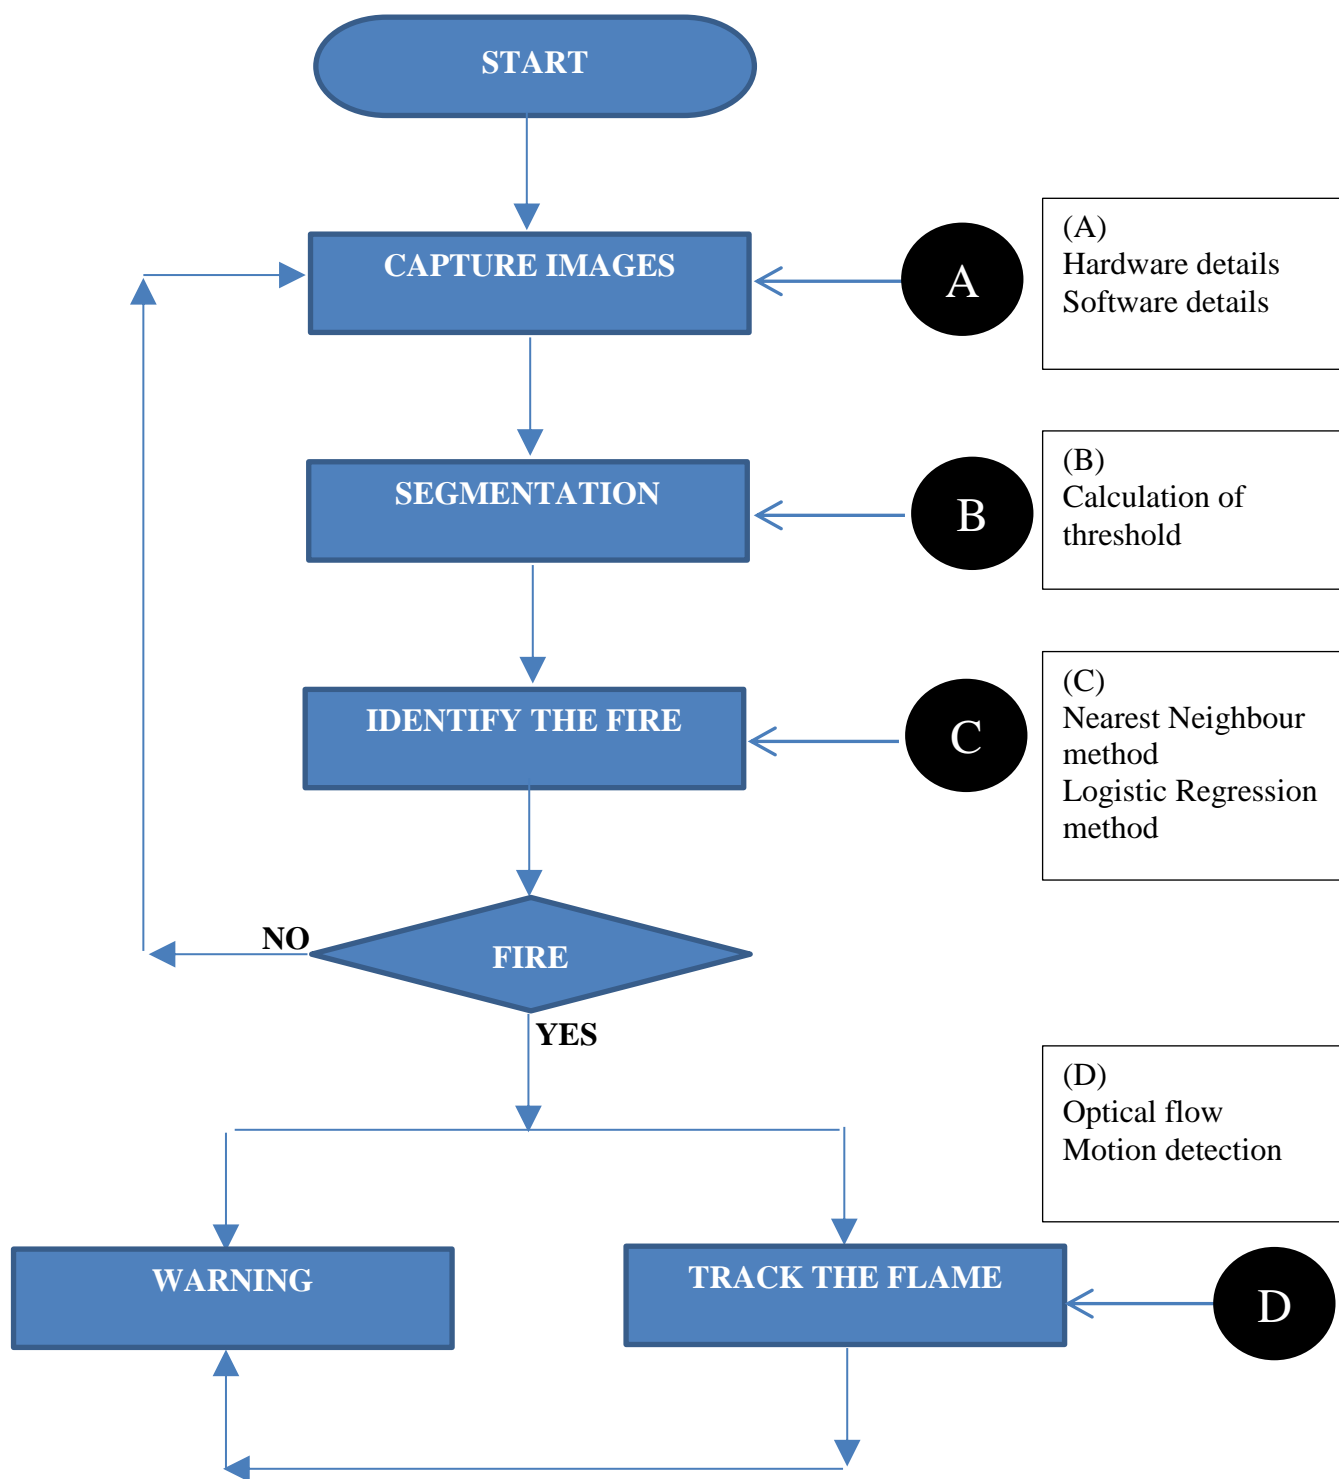 START
CAPTURE IMAGES
A
(A)
Hardware details
Software details
SEGMENTATION
B
(B)
Calculation of
threshold
IDENTIFY THE FIRE
C
(C)
Nearest Neighbour
method
Logistic Regression
method
NO
FIRE
YES
(D)
Optical flow
Motion detection
WARNING
TRACK THE FLAME
D